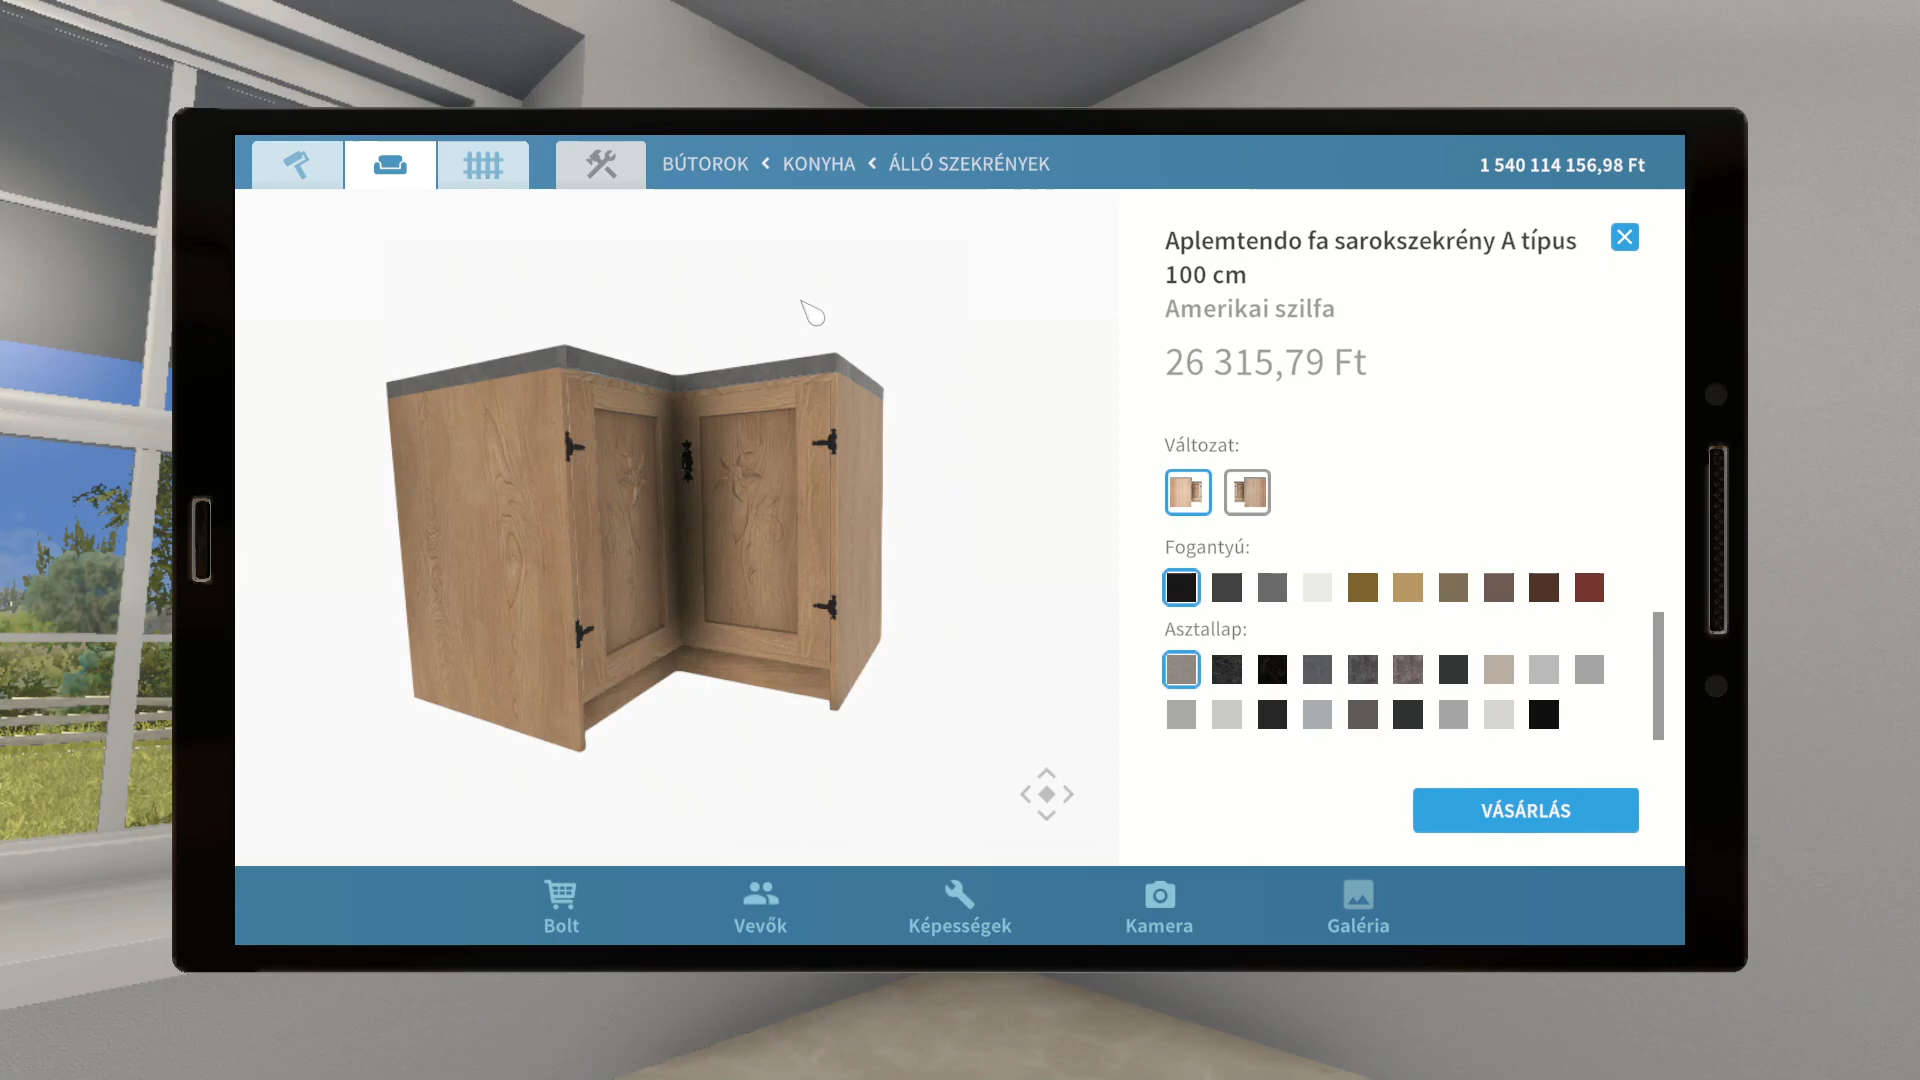 BÚTOROK < KONYHA < ÁLLÓ SZEKRÉNYEK
1 540 114 156,98 Ft
Aplemtendo fa sarokszekrény A típus
100 cm
Amerikai szilfa
26 315,79 Ft
Változat:
Fogantyú:
Asztallap:
VÁSÁRLÁS
Bolt
Vevők
Képességek
Kamera
Galéria